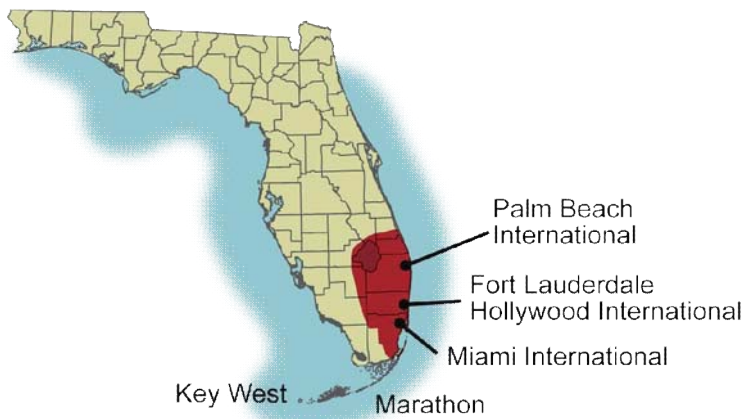 Palm Beach
International
Fort Lauderdale
Hollywood International
Miami International
Key West
Marathon